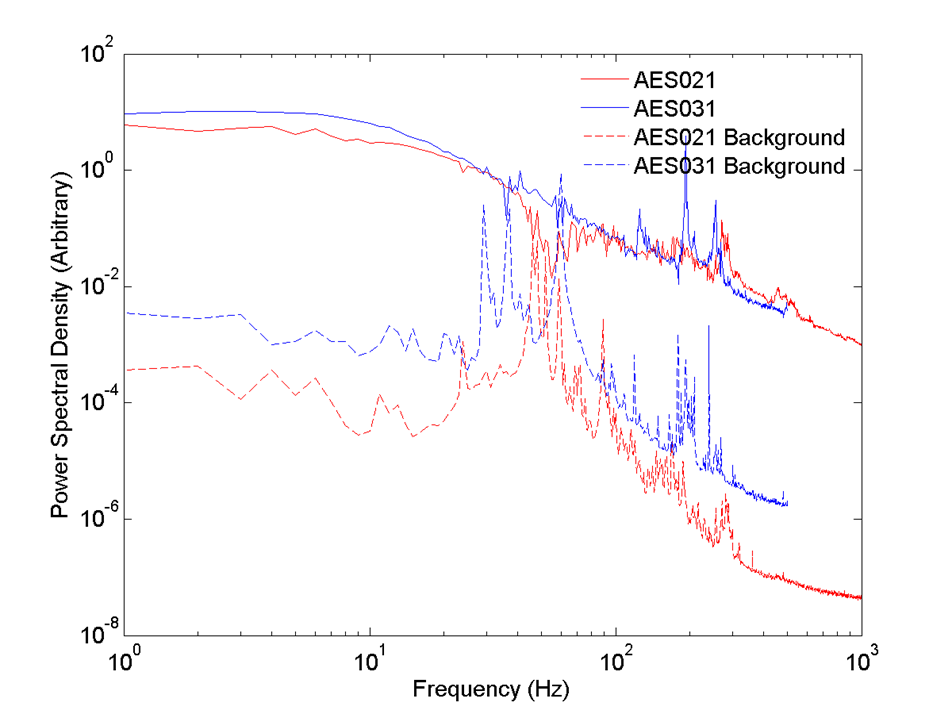 10^2
AES021
AES031
AES021 Background
AES031 Background
10^0
10^-2
10^-4
10^-6
10^-8
Power Spectral Density (Arbitrary)
10^0 10^1 10^2 10^3
Frequency (Hz)